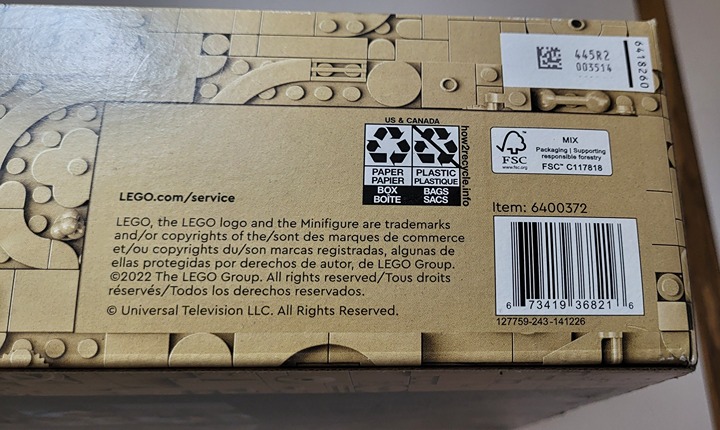 445R2
003514
6418260
US & CANADA
how2recycle.info
PAPER
PAPIER
BOX
BOÎTE
PLASTIC
PLASTIQUE
BAGS
SACS
FSC
www.fsc.org
MIX
Packaging | Supporting
responsible forestry
FSC™ C117818
LEGO.com/service
LEGO, the LEGO logo and the Minifigure are trademarks
and/or copyrights of the/sont des marques de commerce
et/ou copyrights du/son marcas registradas, algunas de
ellas protegidas por derechos de autor, de LEGO Group.
©2022 The LEGO Group. All rights reserved/Tous droits
réservés/Todos los derechos reservados.
© Universal Television LLC. All Rights Reserved.
Item: 6400372
6 73419 36821 6
127759-243-141226